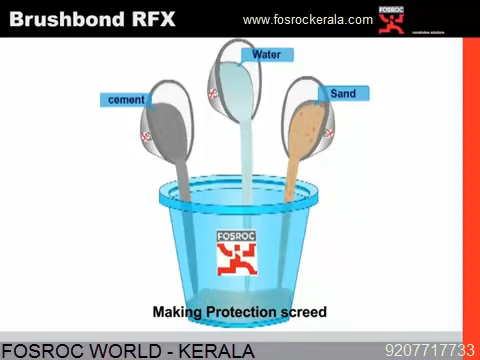 Brushbond RFX
www.fosrockerala.com
FOSROC
constructive solutions
Water
cement
Sand
FOSROC
Making Protection screed
FOSROC WORLD - KERALA
9207717733